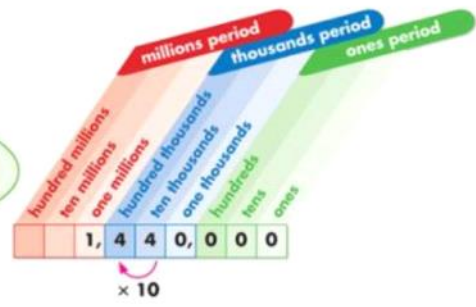 millions period
thousands period
ones period
hundred millions
ten millions
one millions
hundred thousands
ten thousands
one thousands
hundreds
tens
ones
1, 4 4 0, 0 0 0
× 10